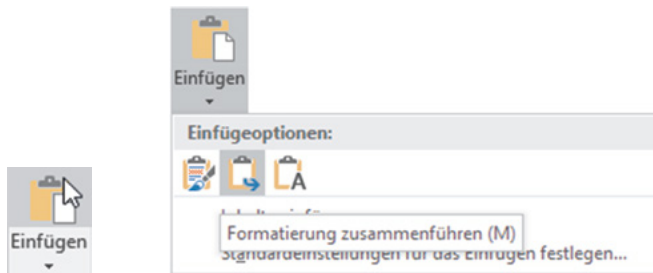 Einfügen
Einfügen
Einfügeoptionen:
A
Formatierung zusammenführen (M)
Standardeinstellungen für das Einfügen festlegen...